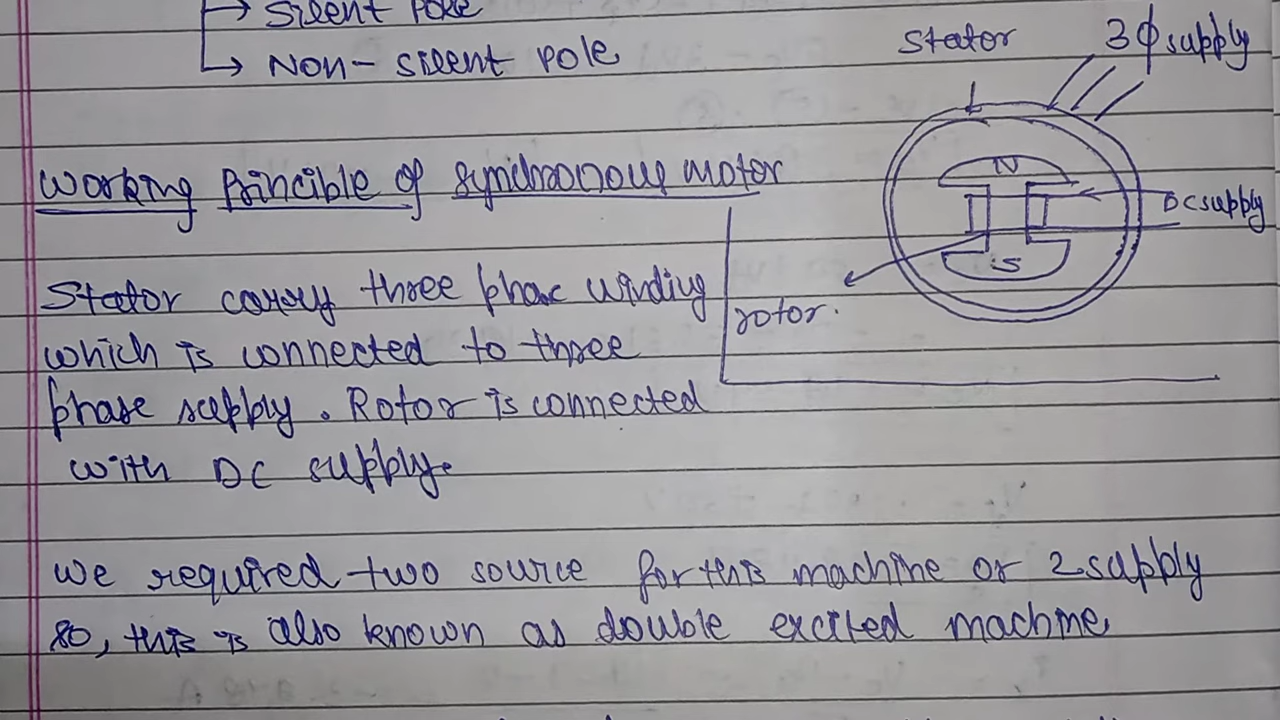 → Silent Pole
→ Non-silent pole
Stator 3ϕ supply
Working Principle of synchronous motor
N
DC supply
S
rotor.
Stator carry three phase winding
which is connected to three
phase supply. Rotor is connected
with DC supply.
we required two source for this machine or 2 supply
so, this is also known as double excited machine